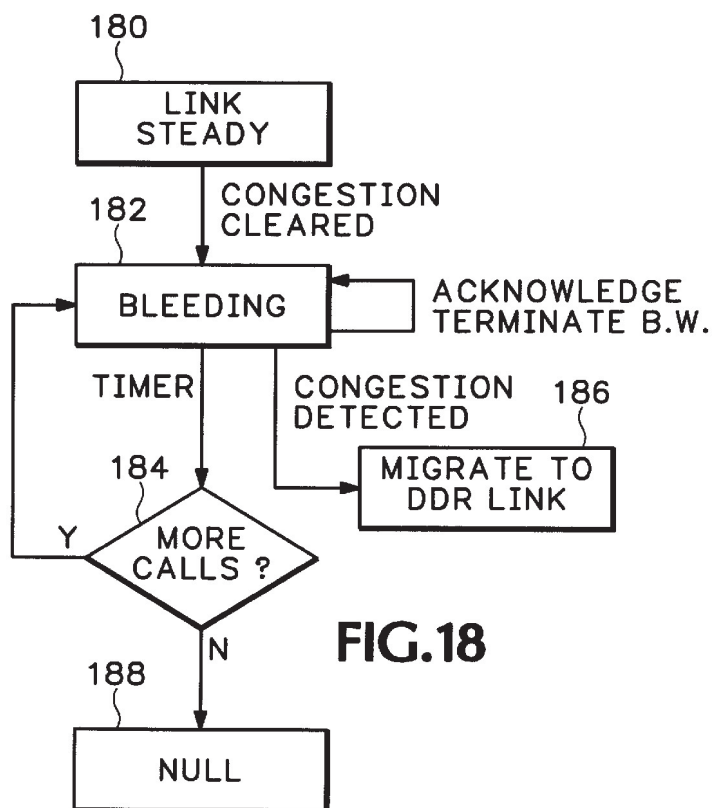 180
LINK
STEADY
CONGESTION
CLEARED
182
BLEEDING
ACKNOWLEDGE
TERMINATE B.W.
TIMER
CONGESTION
DETECTED
186
MIGRATE TO
DDR LINK
184
Y
MORE
CALLS ?
N
FIG.18
188
NULL